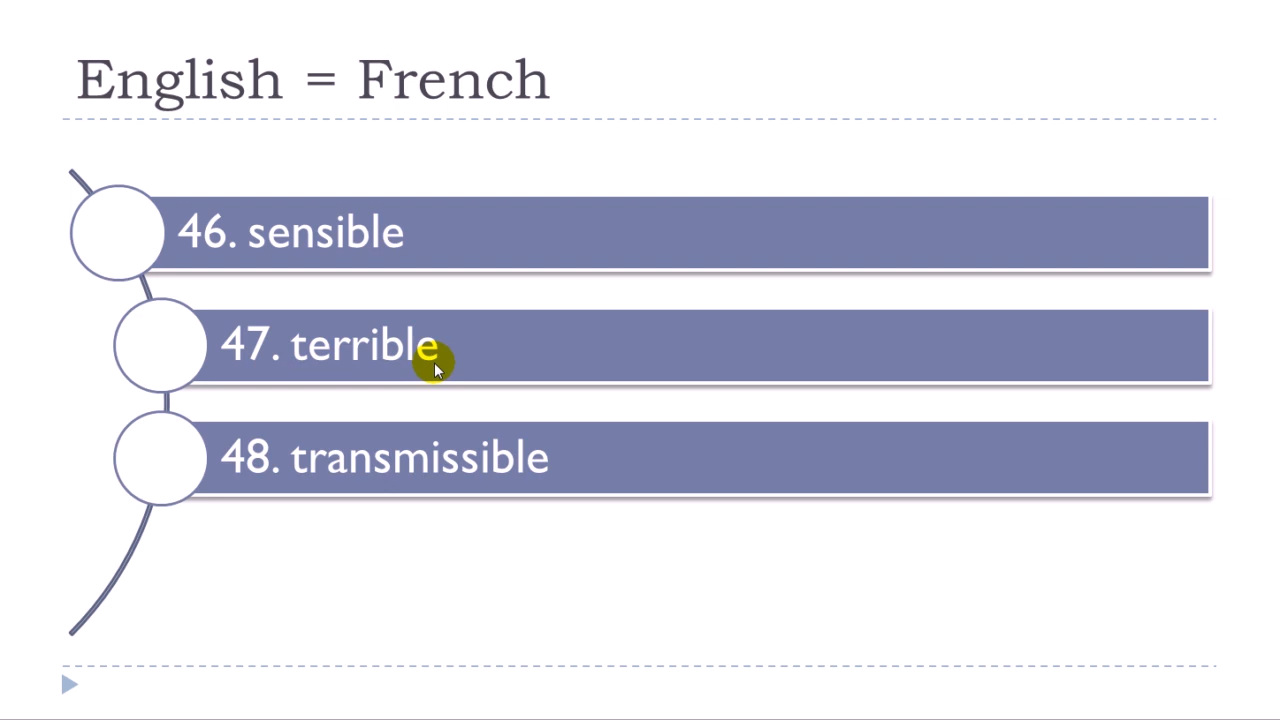 English = French
46. sensible
47. terrible
48. transmissible